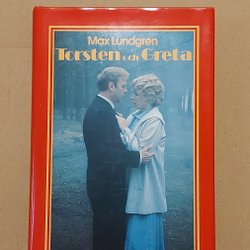 Max Lundgren
Torsten och Greta